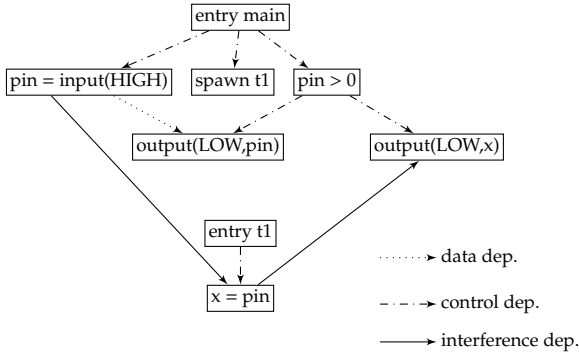 entry main
pin = input(HIGH)
spawn t1
pin > 0
output(LOW,pin)
output(LOW,x)
entry t1
x = pin
data dep.
control dep.
interference dep.